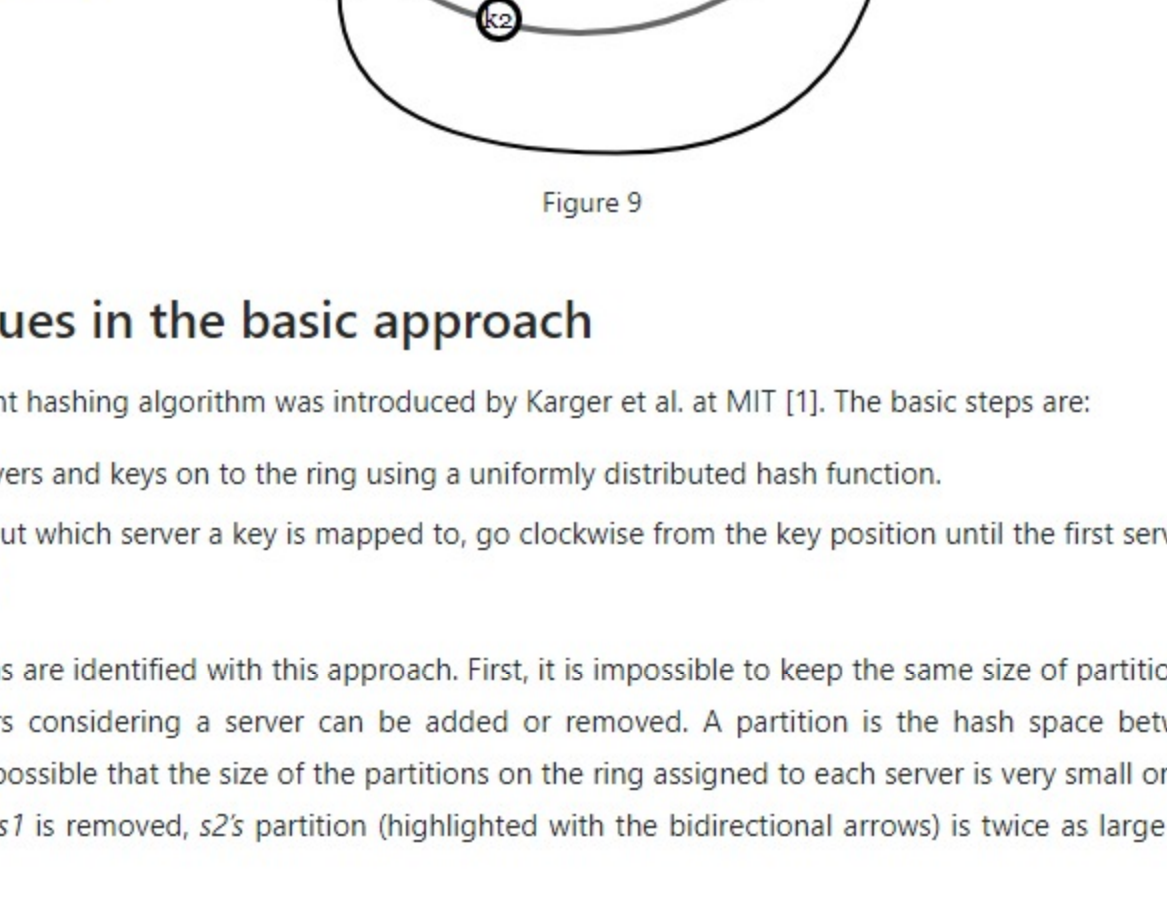 k2
Figure 9
ues in the basic approach
nt hashing algorithm was introduced by Karger et al. at MIT [1]. The basic steps are:
vers and keys on to the ring using a uniformly distributed hash function.
ut which server a key is mapped to, go clockwise from the key position until the first serv
s are identified with this approach. First, it is impossible to keep the same size of partitio
rs considering a server can be added or removed. A partition is the hash space betw
possible that the size of the partitions on the ring assigned to each server is very small or
s1 is removed, s2’s partition (highlighted with the bidirectional arrows) is twice as large